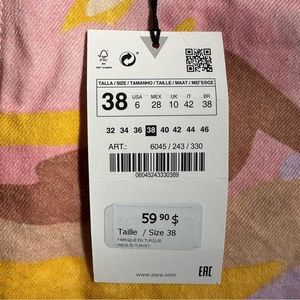 FSC
TALLA / SIZE / TAMANHO / TAILLE / MAAT / ΜΕΓΕΘΟΣ
38 USA 6 MEX 28 UK 10 IT 42 BR 38
32 34 36 38 40 42 44 46
ART.: 6045 / 243 / 330
06045243330389
59 90 $
Taille / Size 38
FABRIQUÉ EN TURQUIE
MADE IN TURKEY
www.zara.com
EAC